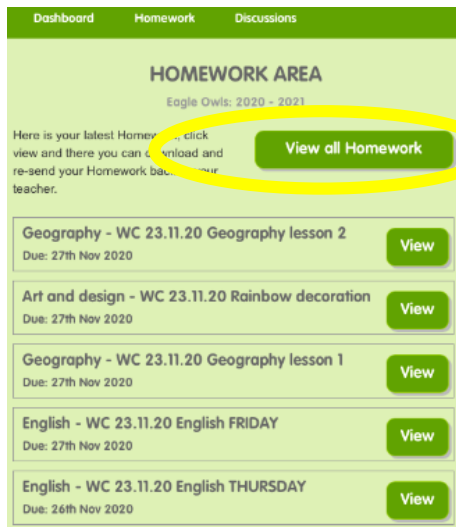 Dashboard Homework Discussions
HOMEWORK AREA
Eagle Owls: 2020 - 2021
Here is your latest Homework, click
view and there you can download and
re-send your Homework back your
teacher.
View all Homework
Geography - WC 23.11.20 Geography lesson 2
Due: 27th Nov 2020
View
Art and design - WC 23.11.20 Rainbow decoration
Due: 27th Nov 2020
View
Geography - WC 23.11.20 Geography lesson 1
Due: 27th Nov 2020
View
English - WC 23.11.20 English FRIDAY
Due: 27th Nov 2020
View
English - WC 23.11.20 English THURSDAY
Due: 26th Nov 2020
View